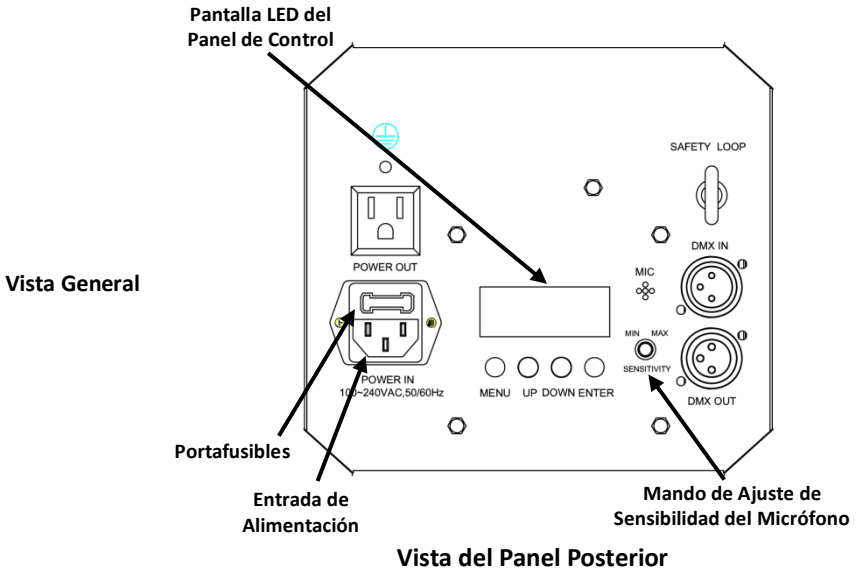 Pantalla LED del
Panel de Control
SAFETY LOOP
POWER OUT
DMX IN
MIC
Vista General
MIN MAX
SENSITIVITY
POWER IN
100~240VAC,50/60Hz
MENU UP DOWN ENTER
DMX OUT
Portafusibles
Entrada de
Alimentación
Mando de Ajuste de
Sensibilidad del Micrófono
Vista del Panel Posterior